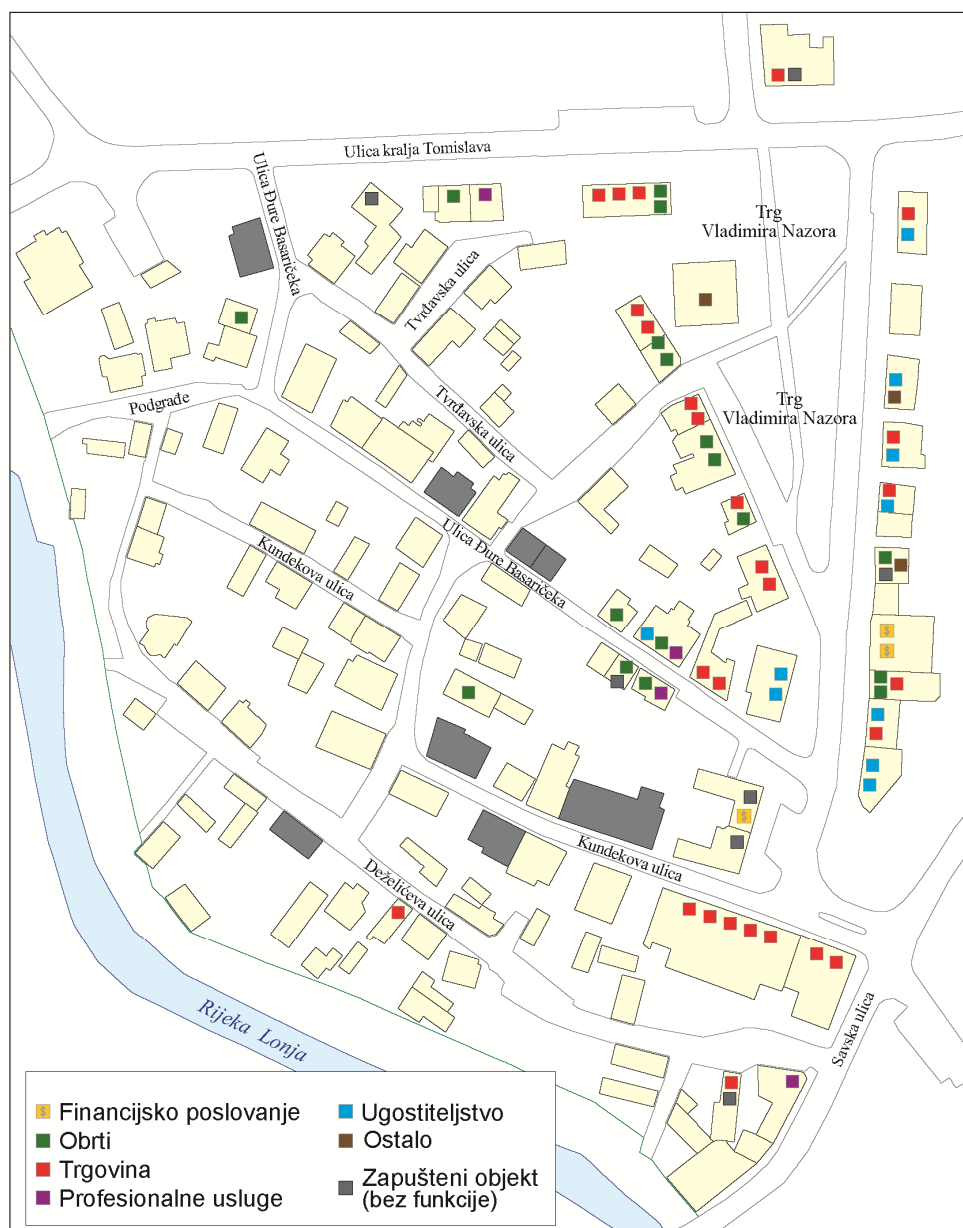 Ulica kralja Tomislava
Ulica Đure Basaričeka
Trg
Vladimira Nazora
Tvrđavska ulica
Podgrađe
Tvrđavska ulica
Trg
Vladimira Nazora
Ulica Đure Basaričeka
Kundekova ulica
Kundekova ulica
Deželićeva ulica
Savska ulica
Rijeka Lonja
$ Financijsko poslovanje
Obrti
Trgovina
Profesionalne usluge
Ugostiteljstvo
Ostalo
Zapušteni objekt
(bez funkcije)